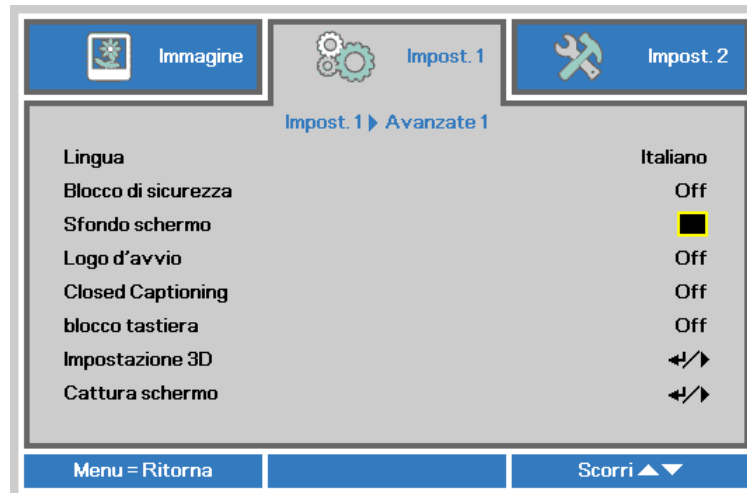 Immagine Impost. 1 Impost. 2
Impost. 1 ▶ Avanzate 1
Lingua Italiano
Blocco di sicurezza Off
Sfondo schermo
Logo d'avvio Off
Closed Captioning Off
blocco tastiera Off
Impostazione 3D ↵/▶
Cattura schermo ↵/▶
Menu = Ritorna Scorri ▲▼